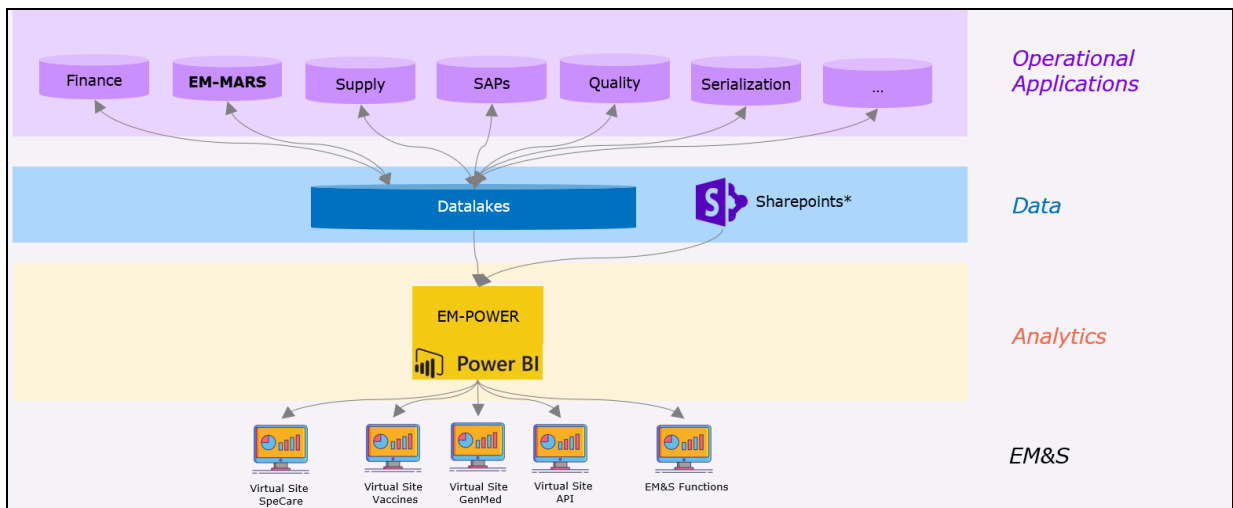 Operational
Applications
Finance
EM-MARS
Supply
SAPs
Quality
Serialization
...
Datalakes
S
Sharepoints*
Data
EM-POWER
Power BI
Analytics
Virtual Site
SpeCare
Virtual Site
Vaccines
Virtual Site
GenMed
Virtual Site
API
EM&S Functions
EM&S